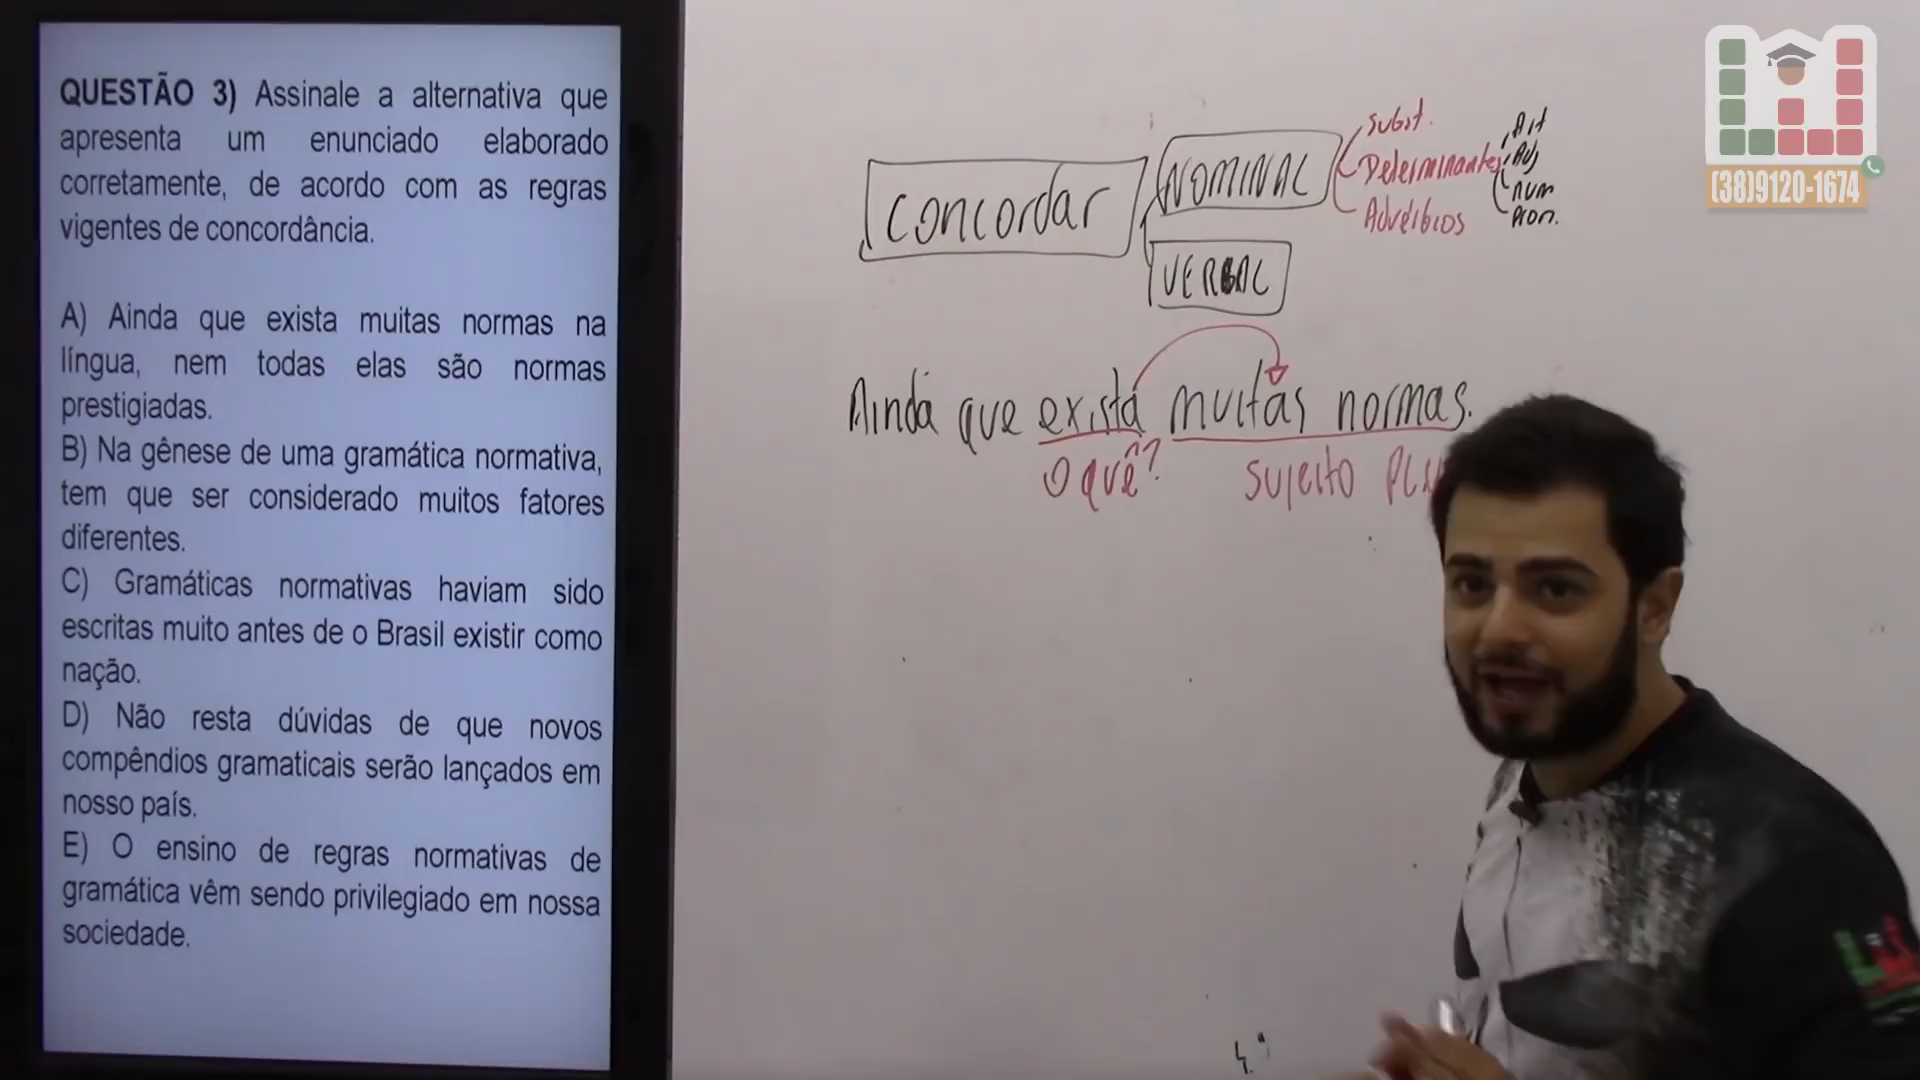 QUESTÃO 3) Assinale a alternativa que
apresenta um enunciado elaborado
corretamente, de acordo com as regras
vigentes de concordância.
A) Ainda que exista muitas normas na
língua, nem todas elas são normas
prestigiadas.
B) Na gênese de uma gramática normativa,
tem que ser considerado muitos fatores
diferentes.
C) Gramáticas normativas haviam sido
escritas muito antes de o Brasil existir como
nação.
D) Não resta dúvidas de que novos
compêndios gramaticais serão lançados em
nosso país.
E) O ensino de regras normativas de
gramática vêm sendo privilegiado em nossa
sociedade.
Concordar
NOMINAL
VERBAL
Subst.
Determinantes
Advérbios
Art
Adj
num
Pron.
Ainda que exista muitas normas.
O quê? sujeito
(38)9120-1674